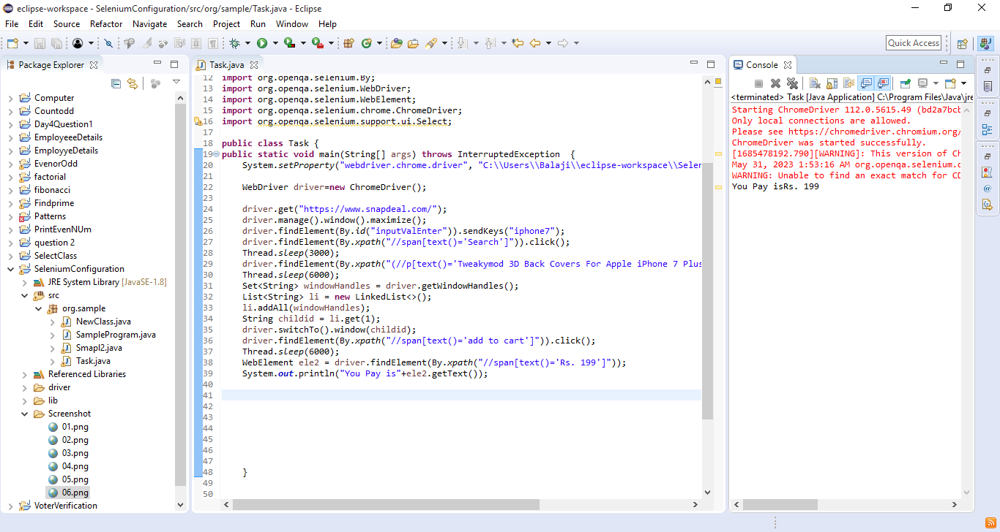 eclipse-workspace - SeleniumConfiguration/src/org/sample/Task.java - Eclipse
File Edit Source Refactor Navigate Search Project Run Window Help
Quick Access
Package Explorer
Computer
Countodd
Day4Question1
EmployeeeDetails
EmployyeDetails
EvenorOdd
factorial
fibonacci
Findprime
Patterns
PrintEvenNUm
question 2
SelectClass
SeleniumConfiguration
JRE System Library [JavaSE-1.8]
src
org.sample
NewClass.java
SampleProgram.java
Smapl2.java
Task.java
Referenced Libraries
driver
lib
Screenshot
01.png
02.png
03.png
04.png
05.png
06.png
VoterVerification
Task.java
12 import org.openqa.selenium.By;
13 import org.openqa.selenium.WebDriver;
14 import org.openqa.selenium.WebElement;
15 import org.openqa.selenium.chrome.ChromeDriver;
16 import org.openqa.selenium.support.ui.Select;
17
18 public class Task {
19 public static void main(String[] args) throws InterruptedException  {
20 System.setProperty("webdriver.chrome.driver", "C:\\Users\\Balaji\\eclipse-workspace\\Seler
21
22 WebDriver driver=new ChromeDriver();
23
24 driver.get("https://www.snapdeal.com/");
25 driver.manage().window().maximize();
26 driver.findElement(By.id("inputValEnter")).sendKeys("iphone7");
27 driver.findElement(By.xpath("//span[text()='Search']")).click();
28 Thread.sleep(3000);
29 driver.findElement(By.xpath("(//p[text()='Tweakymod 3D Back Covers For Apple iPhone 7 Plus
30 Thread.sleep(6000);
31 Set<String> windowHandles = driver.getWindowHandles();
32 List<String> li = new LinkedList<>();
33 li.addAll(windowHandles);
34 String childid = li.get(1);
35 driver.switchTo().window(childid);
36 driver.findElement(By.xpath("//span[text()='add to cart']")).click();
37 Thread.sleep(6000);
38 WebElement ele2 = driver.findElement(By.xpath("//span[text()='Rs. 199']"));
39 System.out.println("You Pay is"+ele2.getText());
40
41
42
43
44
45
46
47
48 }
49
50
Console
<terminated> Task [Java Application] C:\Program Files\Java\jre
Starting ChromeDriver 112.0.5615.49 (bd2a7bcb
Only local connections are allowed.
Please see https://chromedriver.chromium.org/
ChromeDriver was started successfully.
[1685478192.790][WARNING]: This version of Ch
May 31, 2023 1:53:16 AM org.openqa.selenium.d
WARNING: Unable to find an exact match for CD
You Pay isRs. 199